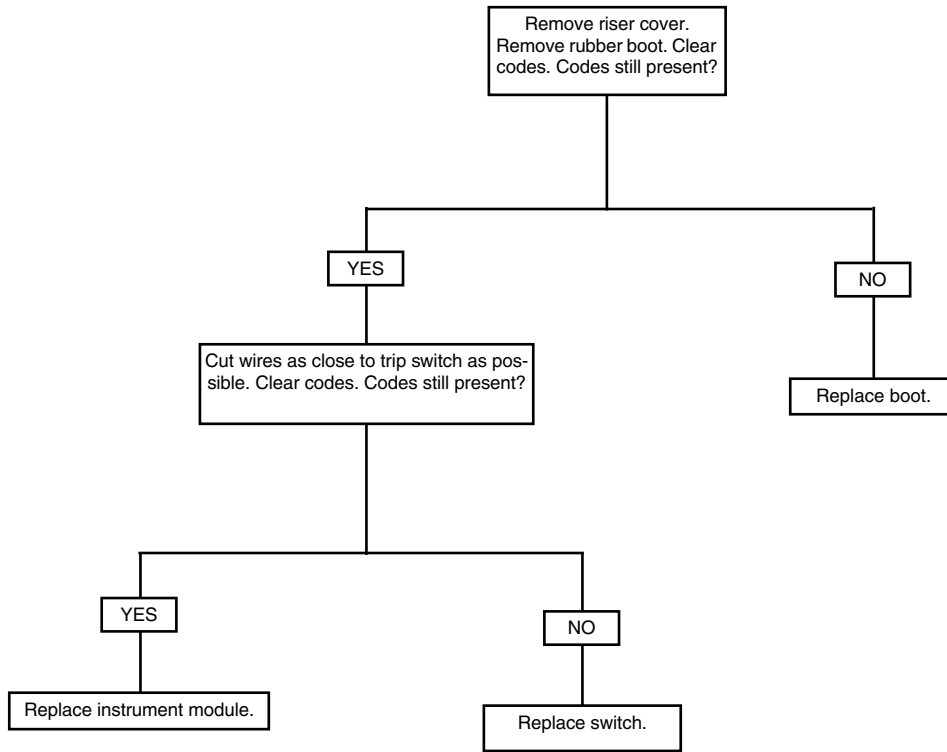 Remove riser cover.
Remove rubber boot. Clear
codes. Codes still present?
YES
NO
Cut wires as close to trip switch as pos-
sible. Clear codes. Codes still present?
Replace boot.
YES
NO
Replace instrument module.
Replace switch.